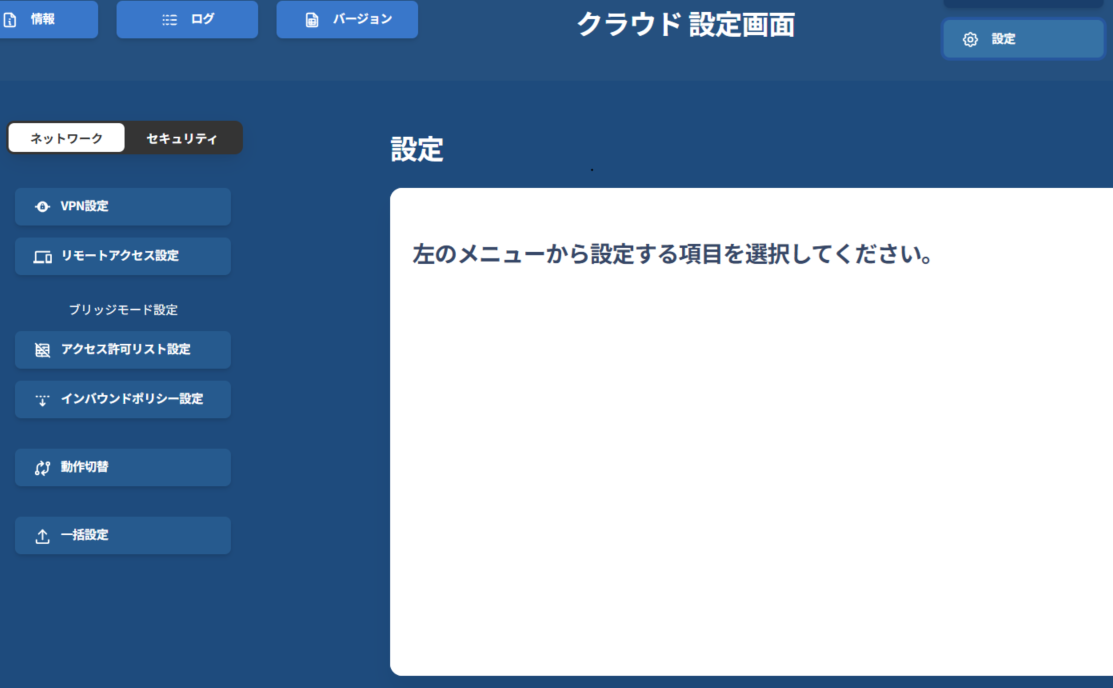 情報
ログ
バージョン
クラウド 設定画面
設定
ネットワーク
セキュリティ
設定
VPN設定
リモートアクセス設定
ブリッジモード設定
アクセス許可リスト設定
インバウンドポリシー設定
動作切替
一括設定
左のメニューから設定する項目を選択してください。